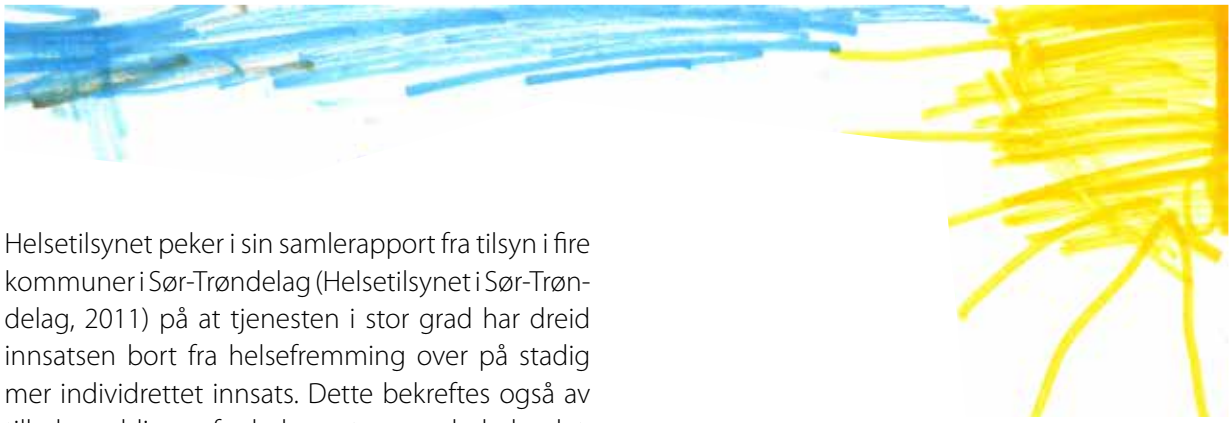 Helsetilsynet peker i sin samlerapport fra tilsyn i fire
kommuner i Sør-Trøndelag (Helsetilsynet i Sør-Trøn-
delag, 2011) på at tjenesten i stor grad har dreid
innsatsen bort fra helsefremming over på stadig
mer individrettet innsats. Dette bekreftes også av